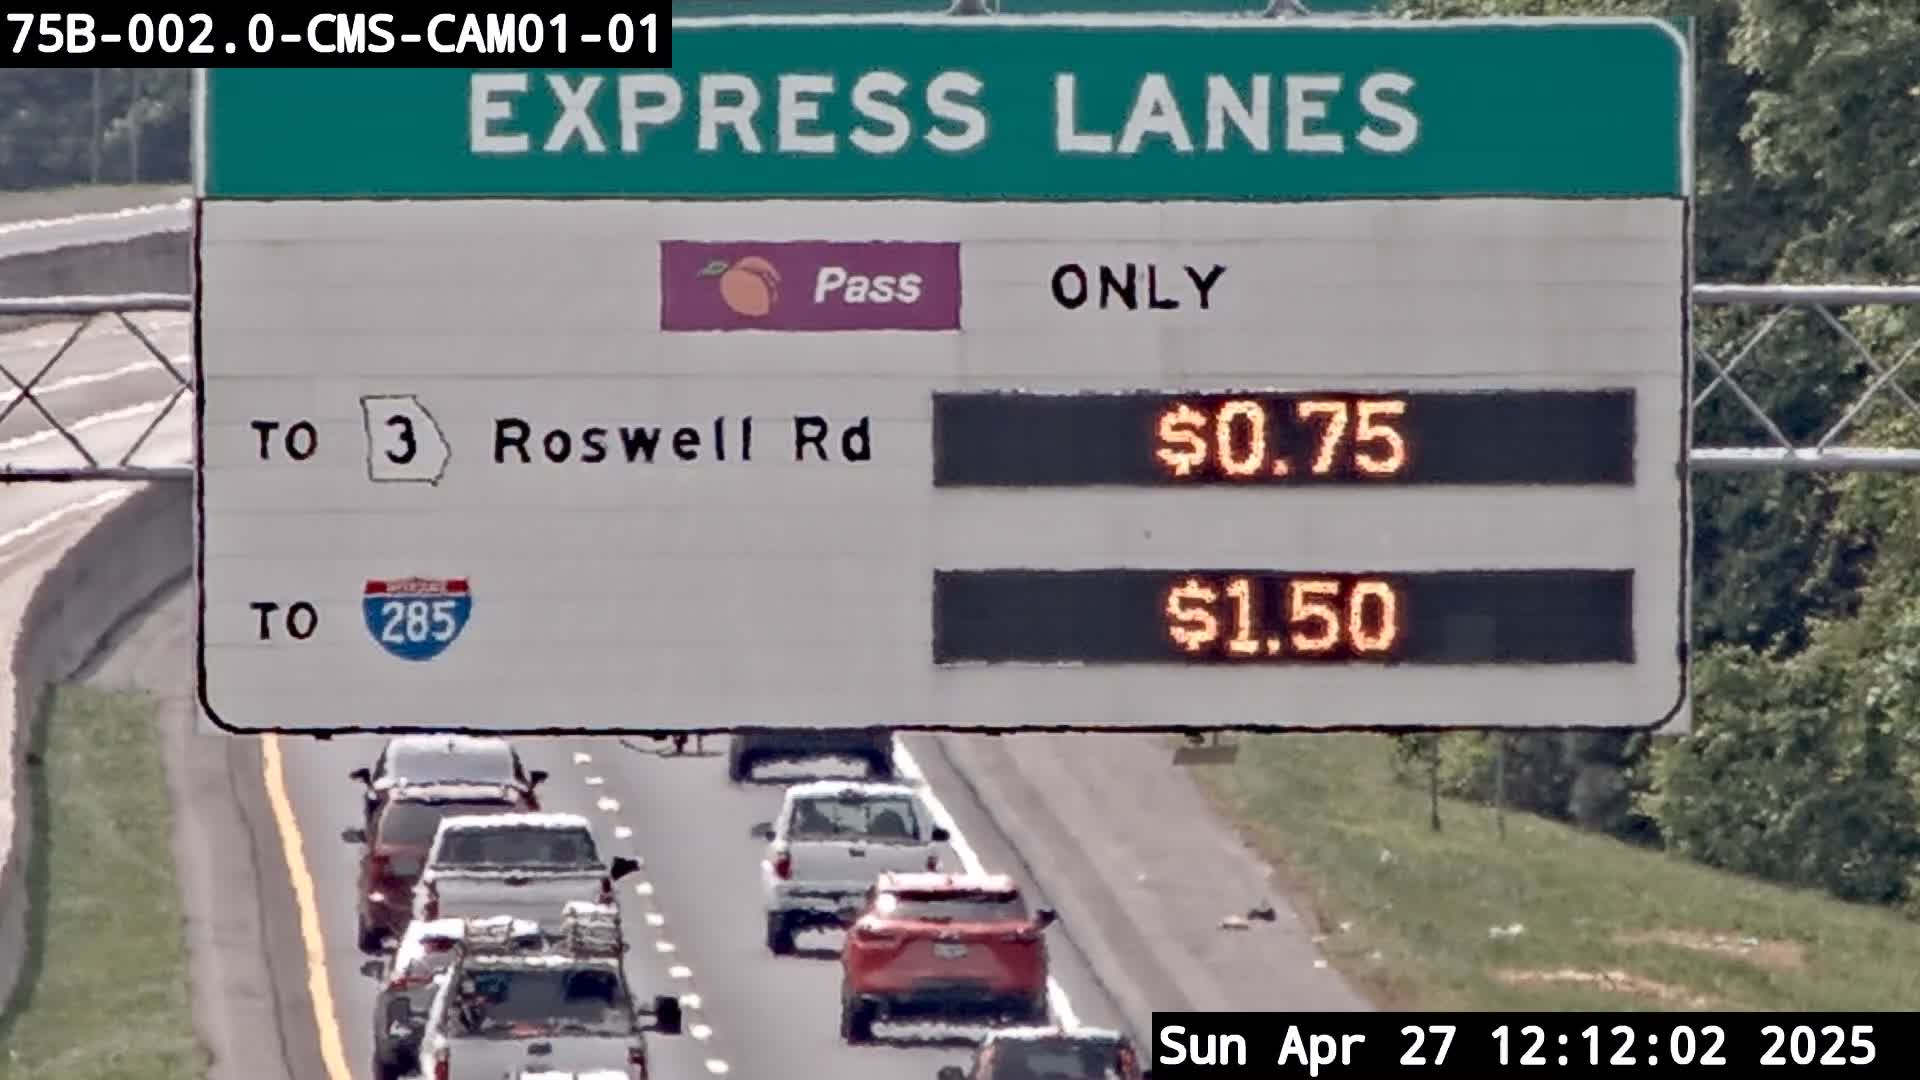 75B-002.0-CMS-CAM01-01
EXPRESS LANES
Pass ONLY
TO 3 Roswell Rd $0.75
TO 285 $1.50
Sun Apr 27 12:12:02 2025